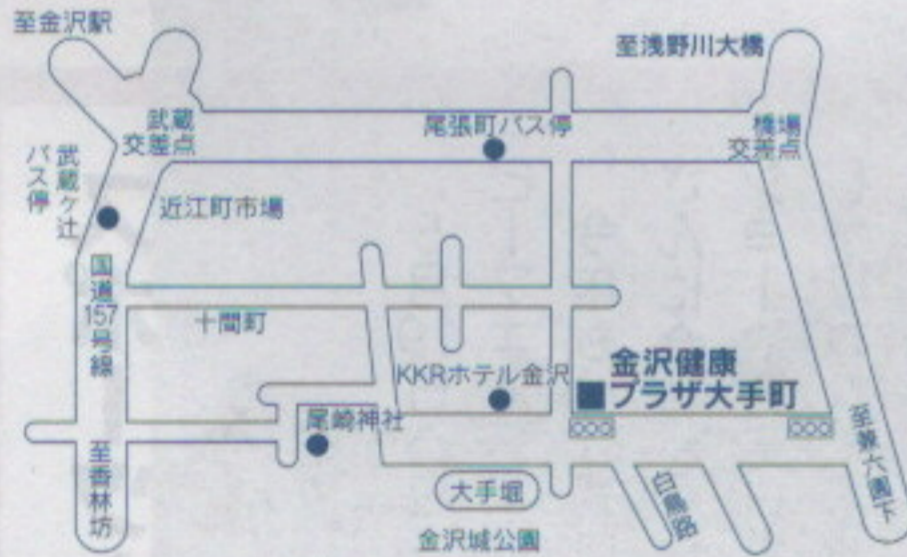 至金沢駅
至浅野川大橋
武蔵
交差点
尾張町バス停
橋場
交差点
武蔵ヶ辻
バス停
近江町市場
国道157号線
十間町
KKRホテル金沢
金沢健康
プラザ大手町
尾崎神社
至香林坊
大手堀
白鳥路
至兼六園下
金沢城公園